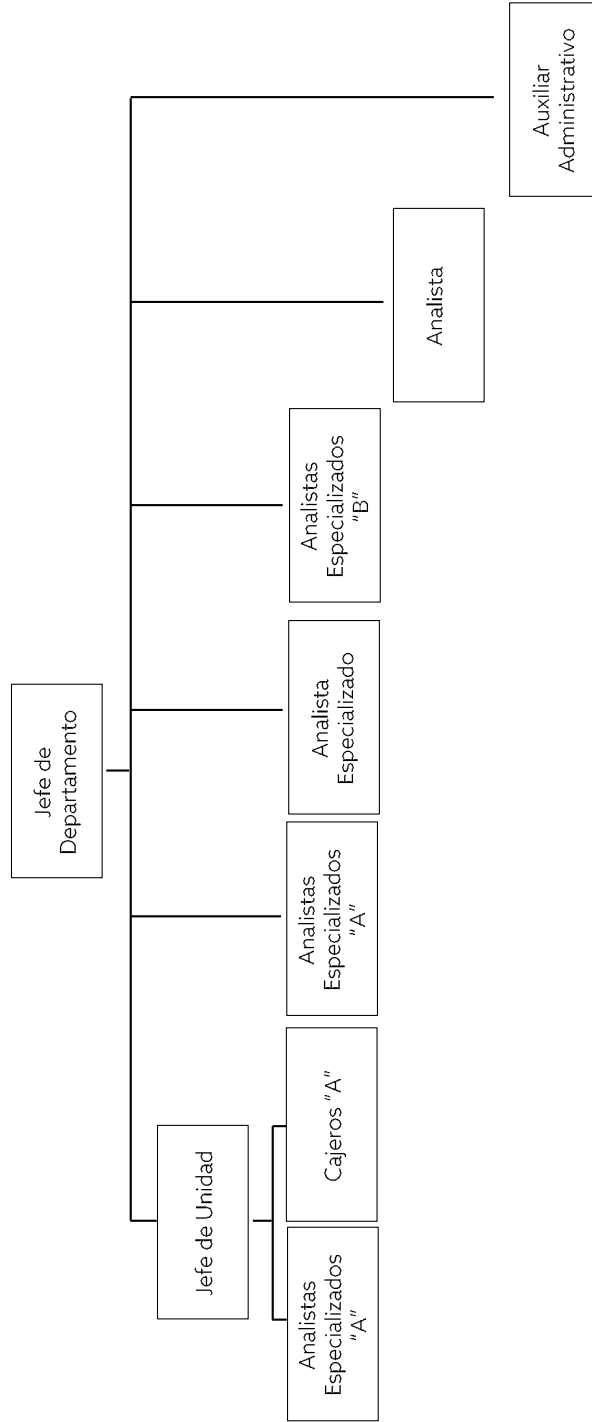 Jefe de
Departamento
Jefe de Unidad
Analistas
Especializados
"A"
Cajeros "A"
Analistas
Especializados
"A"
Analista
Especializado
Analistas
Especializados
"B"
Analista
Auxiliar
Administrativo